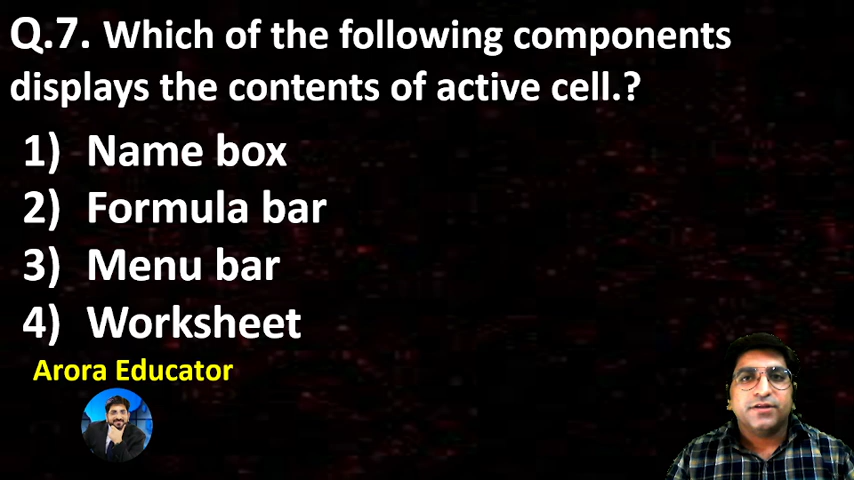 Q.7. Which of the following components
displays the contents of active cell.?
1) Name box
2) Formula bar
3) Menu bar
4) Worksheet
Arora Educator